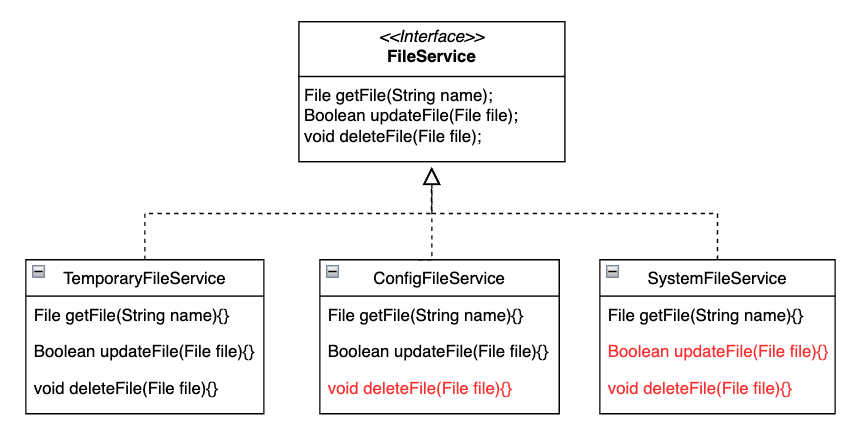 <<Interface>>
FileService
File getFile(String name);
Boolean updateFile(File file);
void deleteFile(File file);
TemporaryFileService
File getFile(String name){}
Boolean updateFile(File file){}
void deleteFile(File file){}
ConfigFileService
File getFile(String name){}
Boolean updateFile(File file){}
void deleteFile(File file){}
SystemFileService
File getFile(String name){}
Boolean updateFile(File file){}
void deleteFile(File file){}